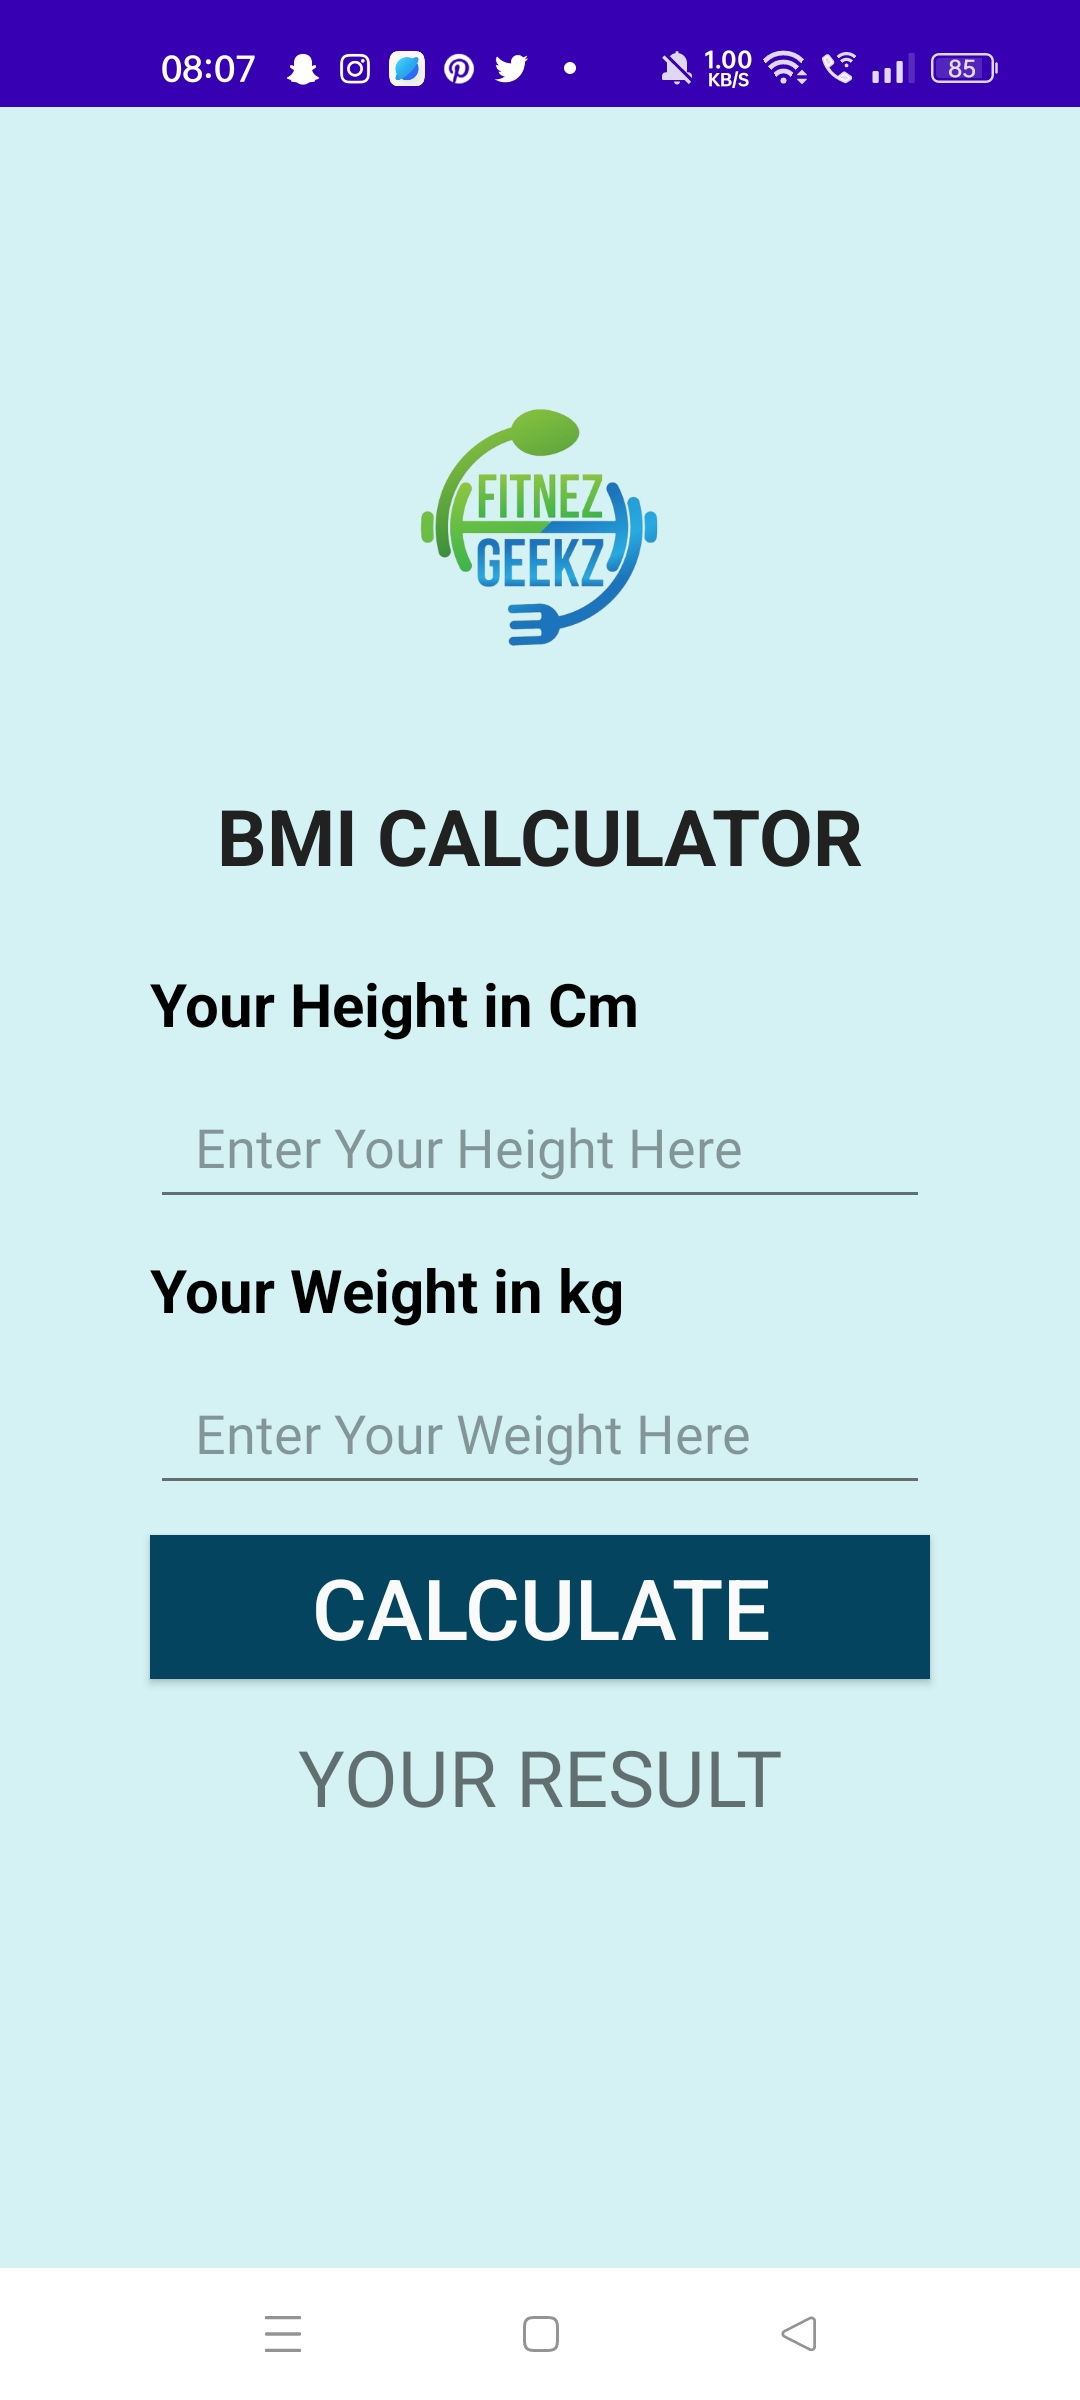 08:07 1.00 KB/S 85
FITNEZ
GEEKZ
BMI CALCULATOR
Your Height in Cm
Enter Your Height Here
Your Weight in kg
Enter Your Weight Here
CALCULATE
YOUR RESULT